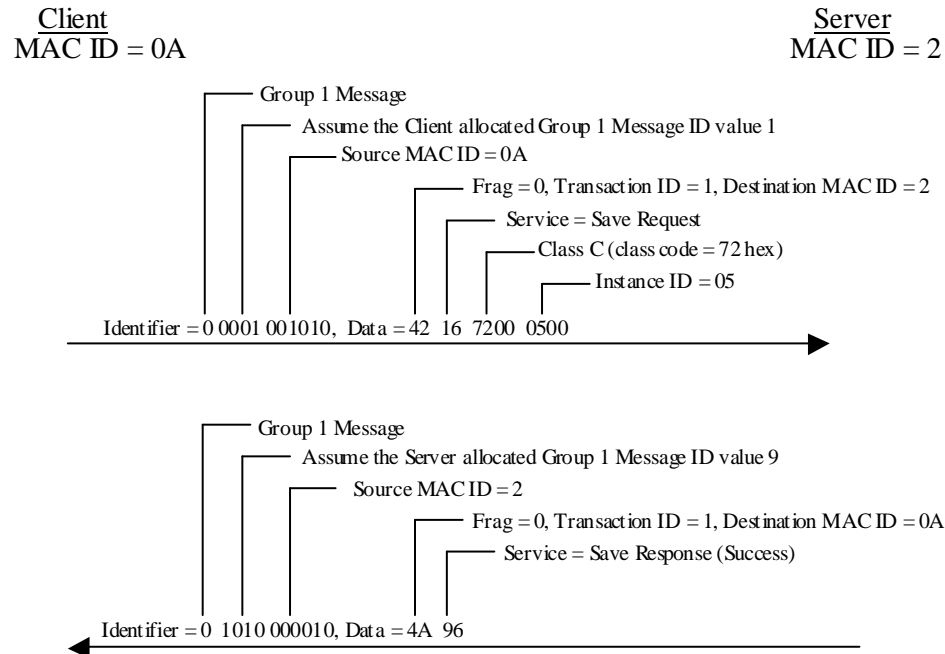 Client
MAC ID = 0A
Server
MAC ID = 2
Group 1 Message
Assume the Client allocated Group 1 Message ID value 1
Source MAC ID = 0A
Frag = 0, Transaction ID = 1, Destination MAC ID = 2
Service = Save Request
Class C (class code = 72 hex)
Instance ID = 05
Identifier = 0 0001 001010, Data = 42 16 7200 0500
Group 1 Message
Assume the Server allocated Group 1 Message ID value 9
Source MAC ID = 2
Frag = 0, Transaction ID = 1, Destination MAC ID = 0A
Service = Save Response (Success)
Identifier = 0 1010 000010, Data = 4A 96